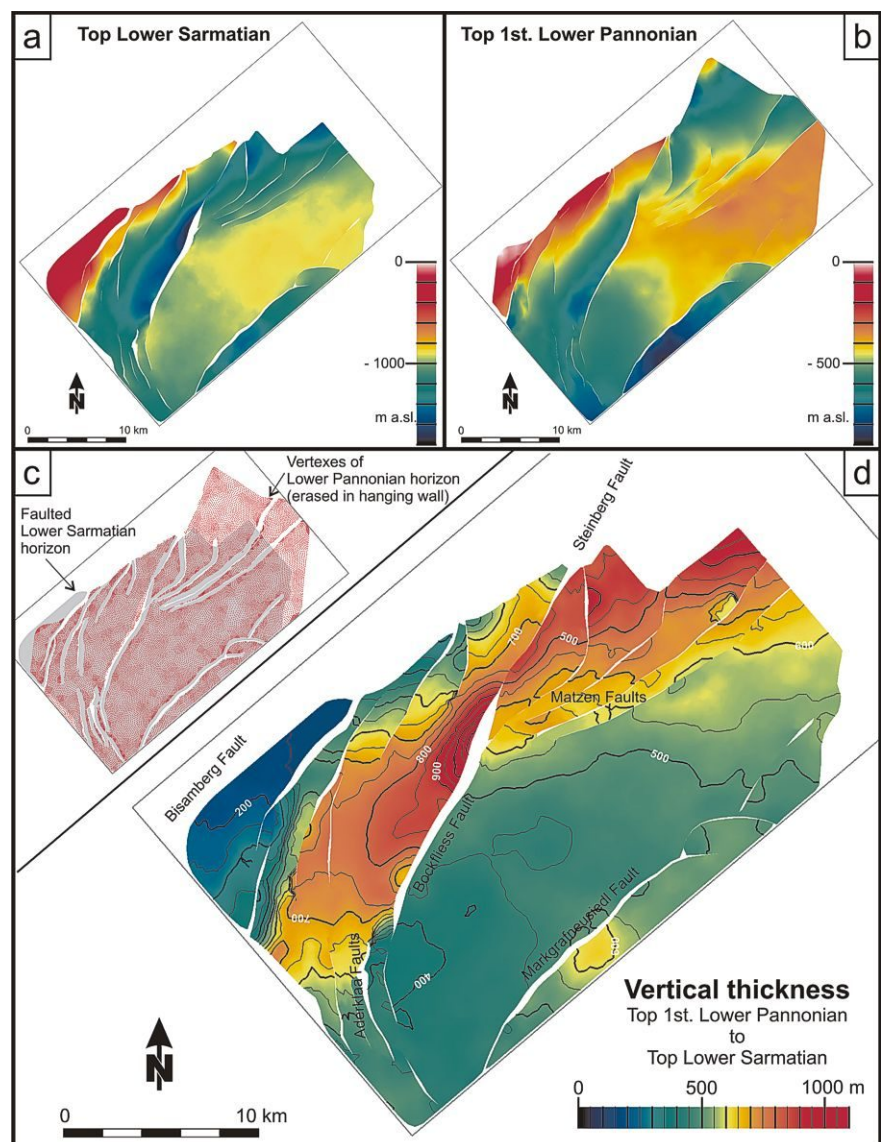 a
Top Lower Sarmatian
0
- 1000
m a.sl.
N
0
10 km
Top 1st. Lower Pannonian
b
0
- 500
m a.sl.
N
0
10 km
c
Vertexes of
Lower Pannonian horizon
(erased in hanging wall)
Faulted
Lower Sarmatian
horizon
d
Steinberg Fault
Bisamberg Fault
Matzen Faults
Bockfliess Fault
Markgrafneusiedl Fault
Aderklaa Faults
700
500
600
800
900
500
200
700
400
Vertical thickness
Top 1st. Lower Pannonian
to
Top Lower Sarmatian
0
500
1000 m
N
0
10 km